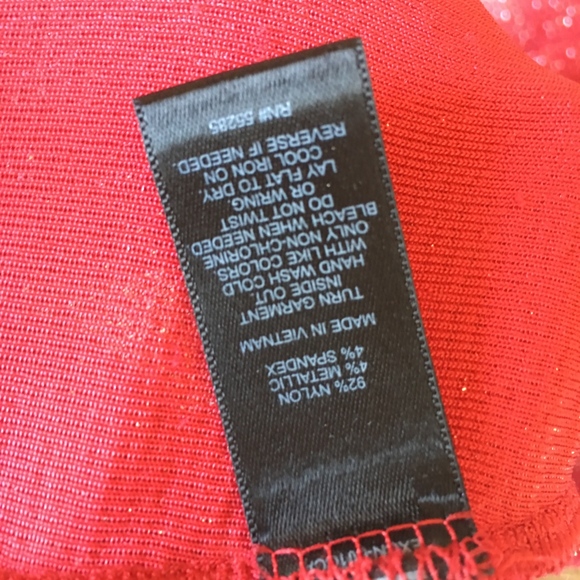 92% NYLON
4% METALLIC
4% SPANDEX
MADE IN VIETNAM
TURN GARMENT
INSIDE OUT
HAND WASH COLD
WITH LIKE COLORS
ONLY NON-CHLORINE
BLEACH WHEN NEEDED
DO NOT TWIST
OR WRING
LAY FLAT TO DRY
COOL IRON ON
REVERSE IF NEEDED.
RN# 55285